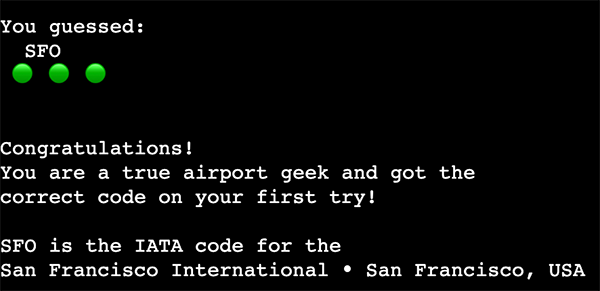 You guessed:
SFO
Congratulations!
You are a true airport geek and got the
correct code on your first try!
SFO is the IATA code for the
San Francisco International • San Francisco, USA